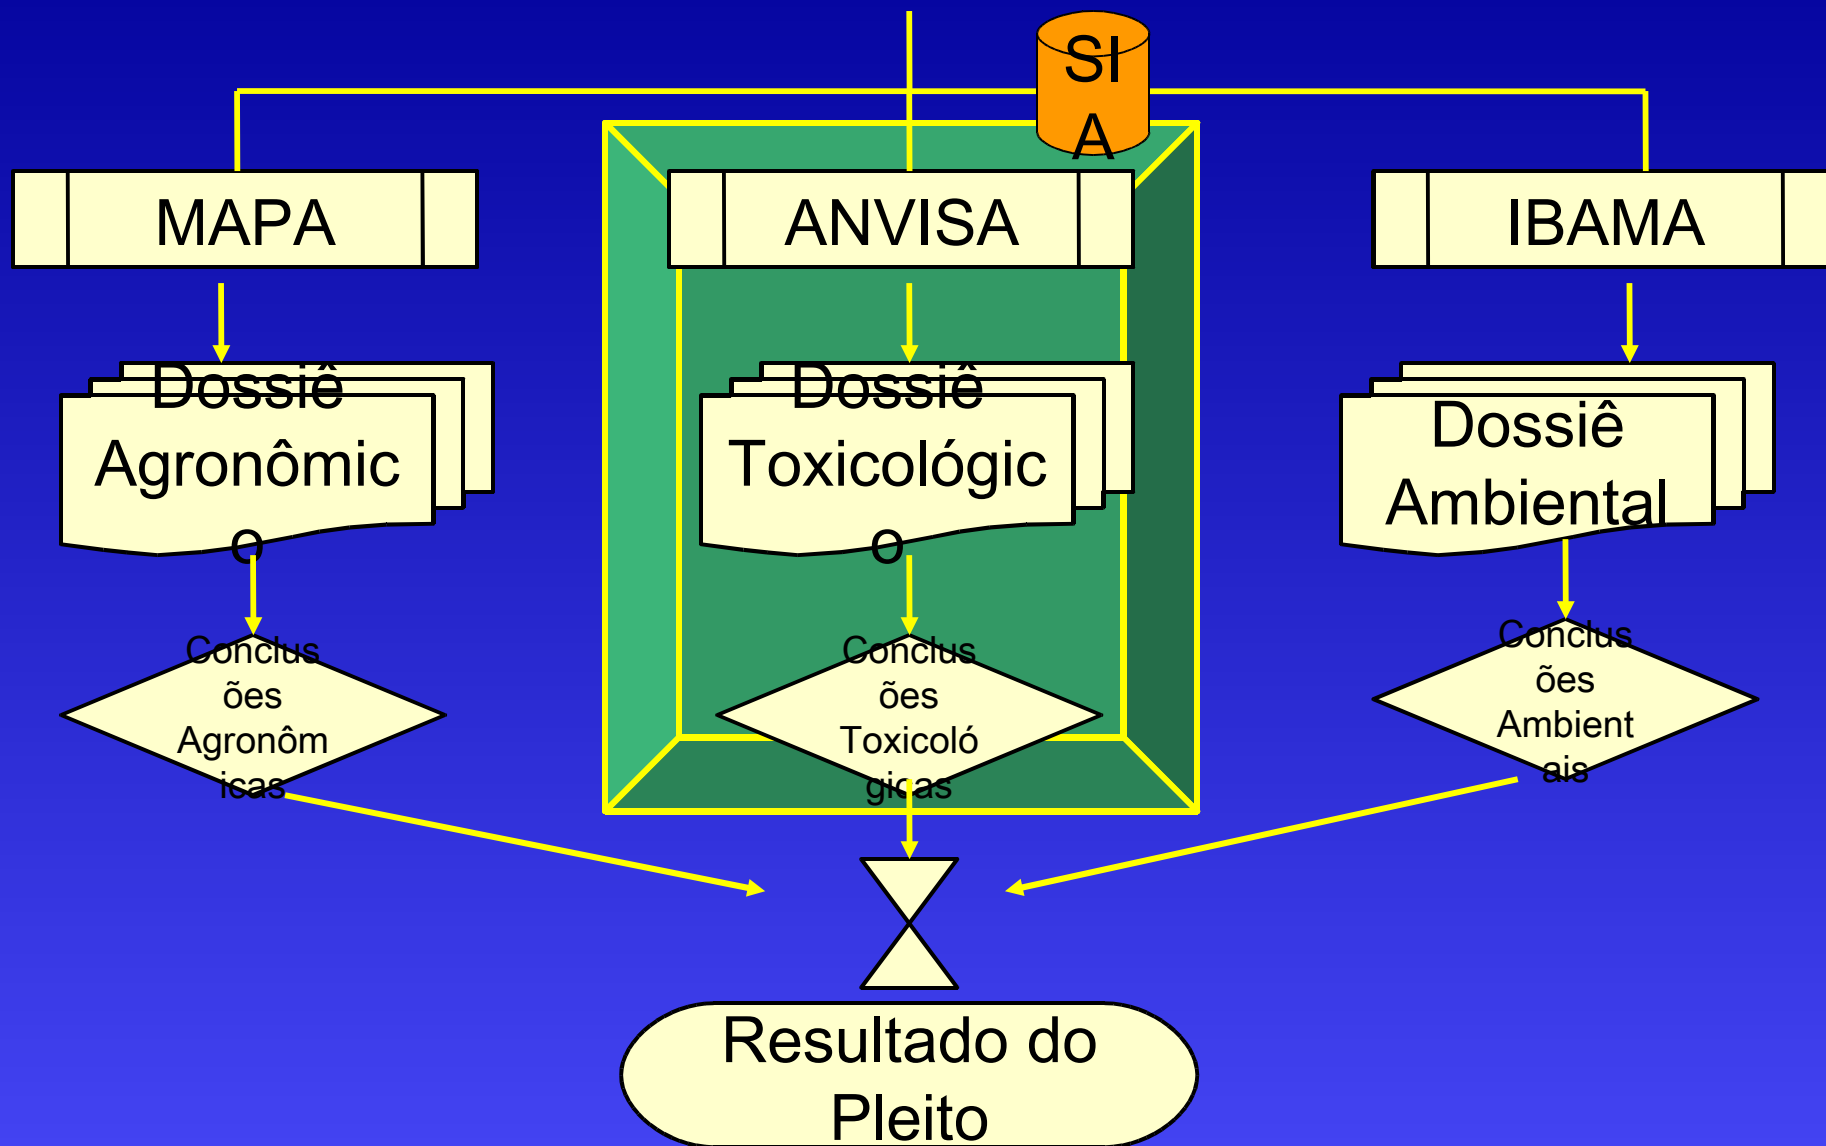 SI
A
MAPA
ANVISA
IBAMA
Dossiê
Agronômic
o
Dossiê
Toxicológic
o
Dossiê
Ambiental
Conclus
ões
Agronôm
icas
Conclus
ões
Toxicoló
gicas
Conclus
ões
Ambient
ais
Resultado do
Pleito